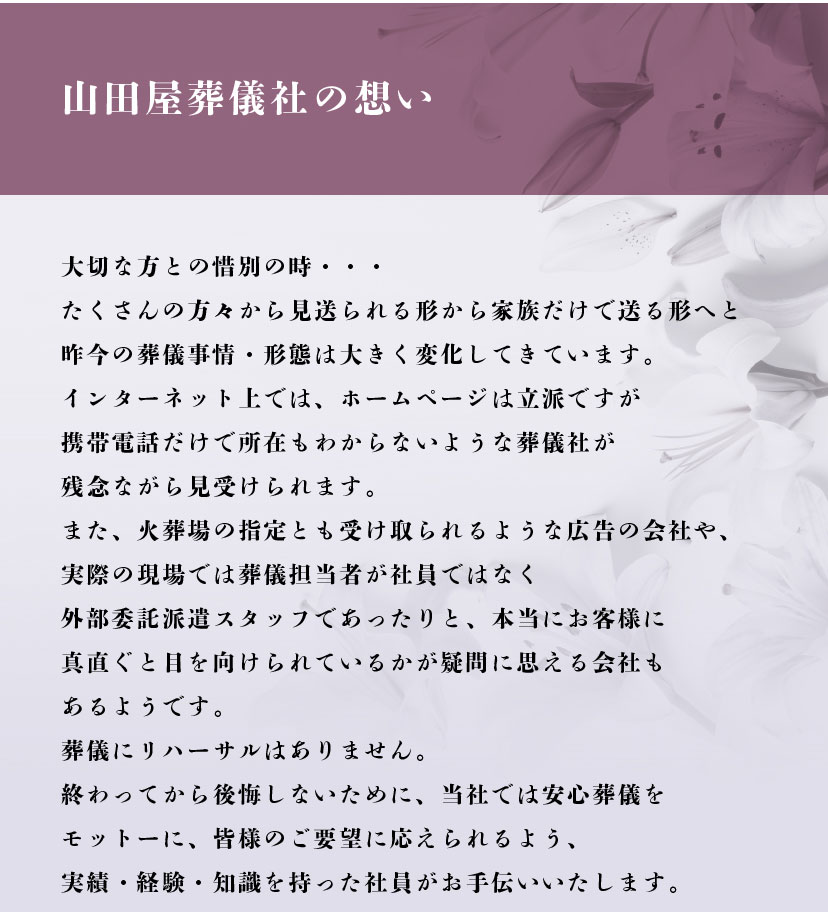 山田屋葬儀社の想い
大切な方との惜別の時・・・
たくさんの方々から見送られる形から家族だけで送る形へと
昨今の葬儀事情・形態は大きく変化してきています。
インターネット上では、ホームページは立派ですが
携帯電話だけで所在もわからないような葬儀社が
残念ながら見受けられます。
また、火葬場の指定とも受け取られるような広告の会社や、
実際の現場では葬儀担当者が社員ではなく
外部委託派遣スタッフであったりと、本当にお客様に
真直ぐと目を向けられているかが疑問に思える会社も
あるようです。
葬儀にリハーサルはありません。
終わってから後悔しないために、当社では安心葬儀を
モットーに、皆様のご要望に応えられるよう、
実績・経験・知識を持った社員がお手伝いいたします。